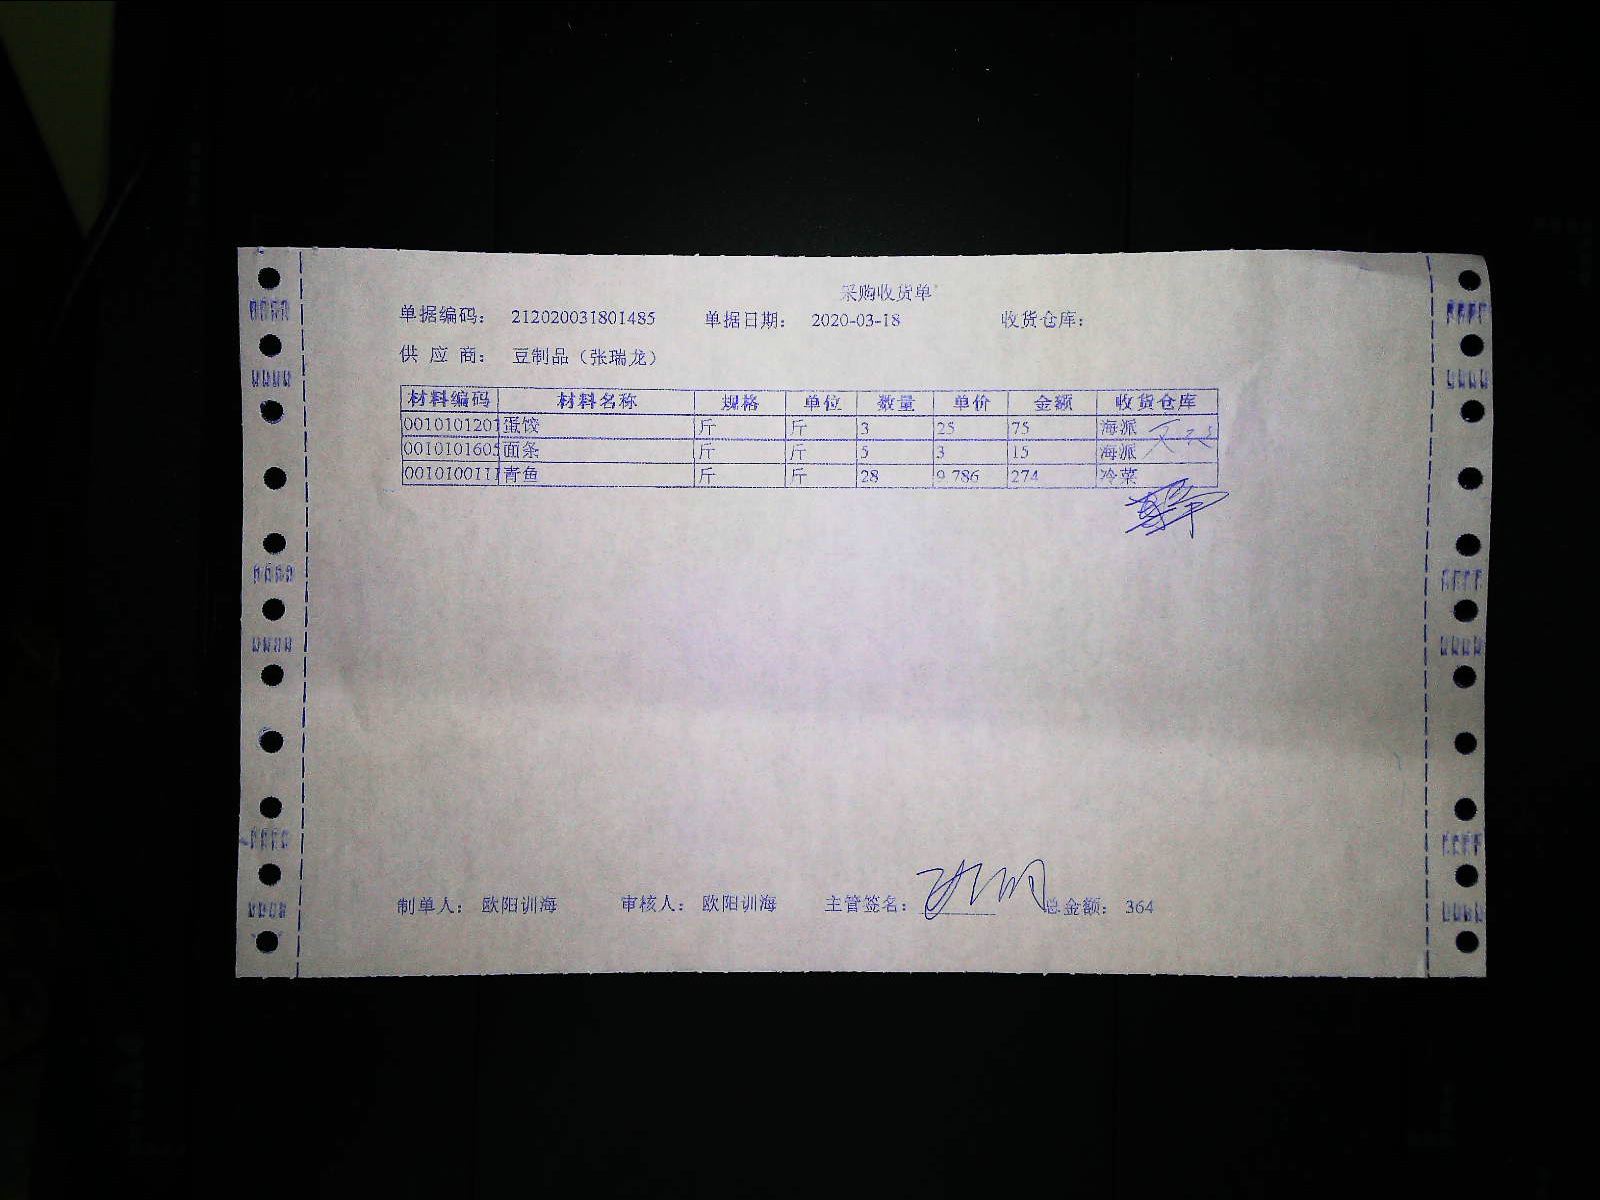 采购收货单
单据编码： 212020031801485 单据日期： 2020-03-18 收货仓库：
供 应 商： 豆制品（张瑞龙）
材料编码 材料名称 规格 单位 数量 单价 金额 收货仓库
0010101201 蛋饺 斤 斤 3 25 75 海派
0010101605 面条 斤 斤 5 3 15 海派
0010100111 青鱼 斤 斤 28 9.786 274 冷菜
制单人： 欧阳训海 审核人： 欧阳训海 主管签名： 总金额： 364